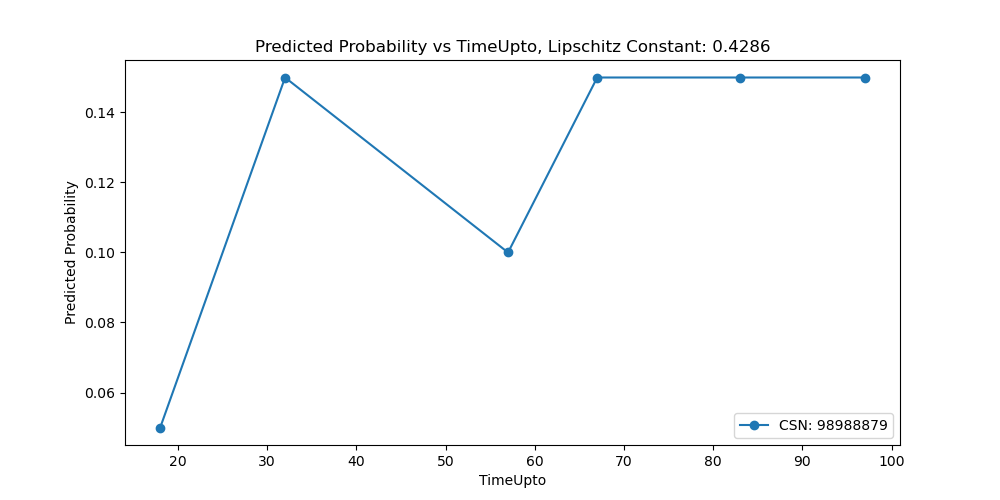 Predicted Probability vs TimeUpto, Lipschitz Constant: 0.4286
Predicted Probability
0.14
0.12
0.10
0.08
0.06
CSN: 98988879
20 30 40 50 60 70 80 90 100
TimeUpto